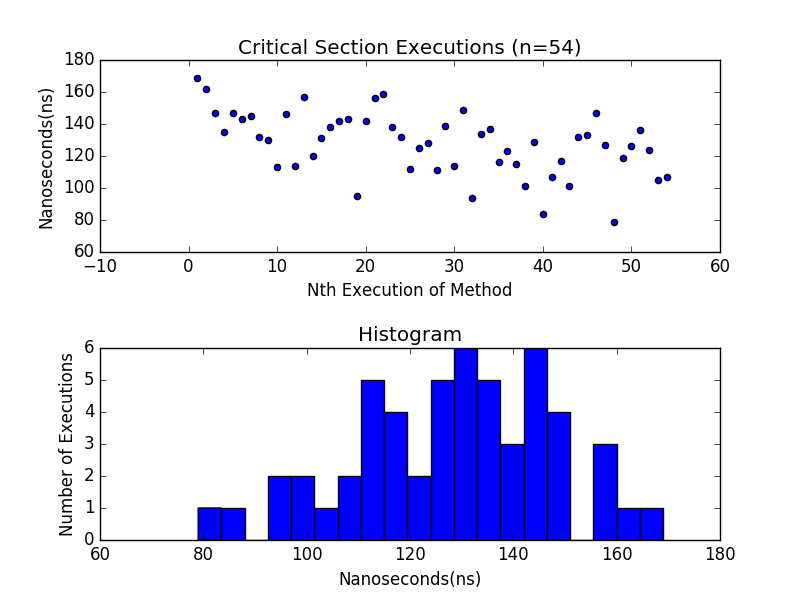 Critical Section Executions (n=54)
180
160
140
120
100
80
60
Nanoseconds(ns)
−10 0 10 20 30 40 50 60
Nth Execution of Method
Histogram
6
5
4
3
2
1
0
Number of Executions
60 80 100 120 140 160 180
Nanoseconds(ns)